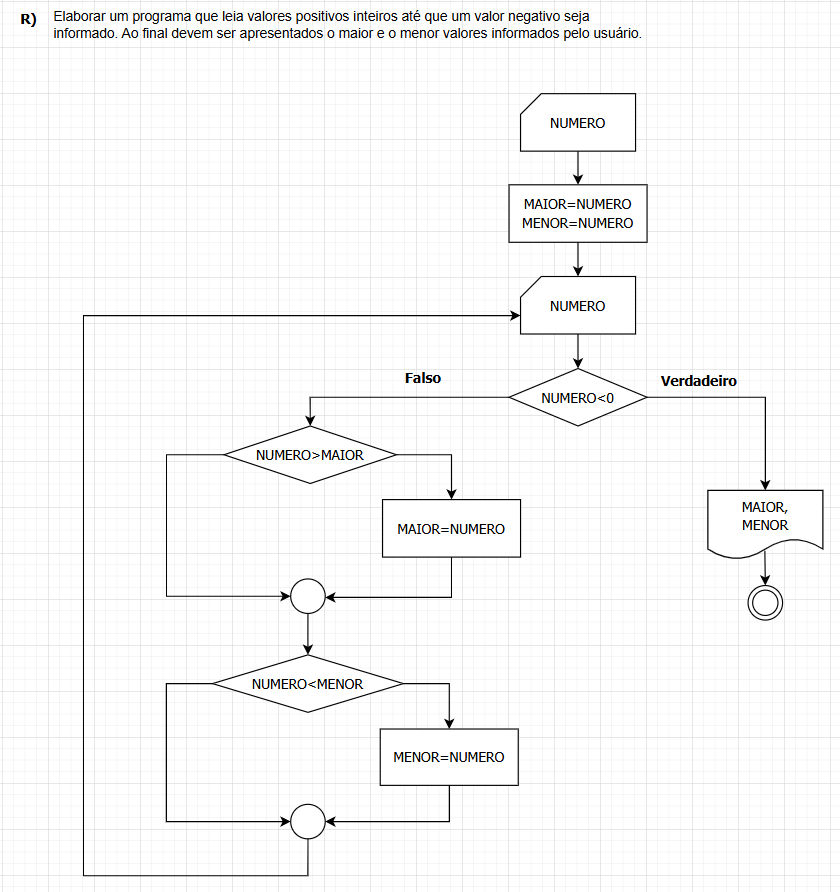 R) Elaborar um programa que leia valores positivos inteiros até que um valor negativo seja
informado. Ao final devem ser apresentados o maior e o menor valores informados pelo usuário.
NUMERO
MAIOR=NUMERO
MENOR=NUMERO
NUMERO
Falso
Verdadeiro
NUMERO<0
NUMERO>MAIOR
MAIOR=NUMERO
MAIOR,
MENOR
NUMERO<MENOR
MENOR=NUMERO